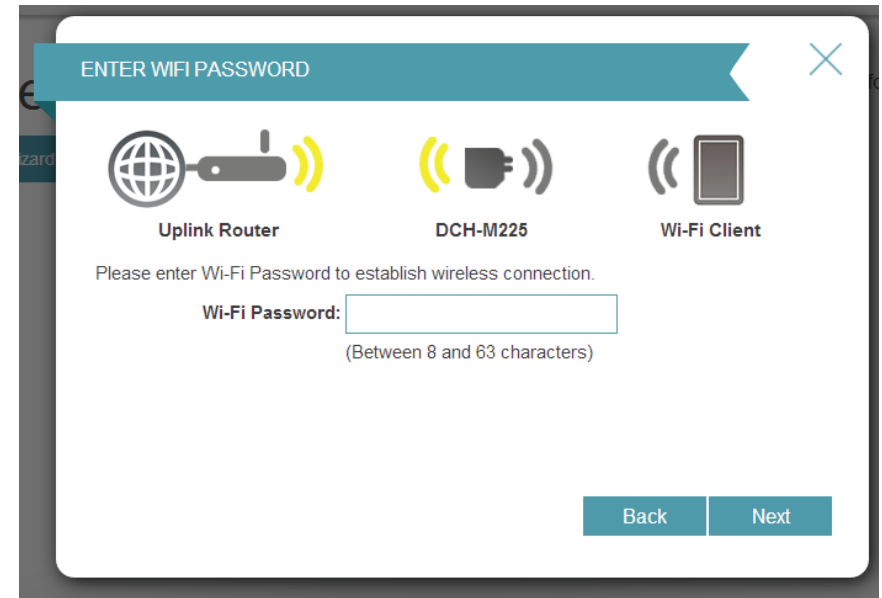 ENTER WIFI PASSWORD
izard
Uplink Router DCH-M225 Wi-Fi Client
Please enter Wi-Fi Password to establish wireless connection.
Wi-Fi Password:
(Between 8 and 63 characters)
Back Next